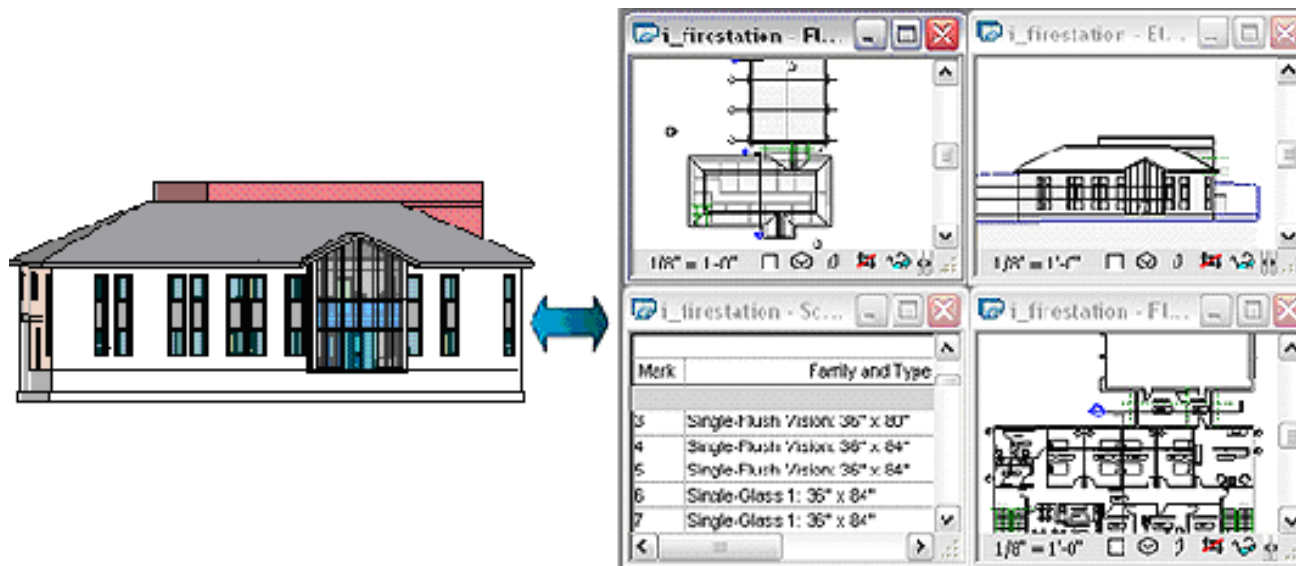 i_firestation - Fl...
i_firestation - El...
1/8" = 1'-0"
1/8" = 1'-0"
i_firestation - Sc...
i_firestation - Fl...
Mark Family and Type
3 Single-Flush Vision: 36" x 80"
4 Single-Flush Vision: 36" x 84"
5 Single-Flush Vision: 36" x 84"
6 Single-Glass 1: 36" x 84"
7 Single-Glass 1: 36" x 84"
1/8" = 1'-0"